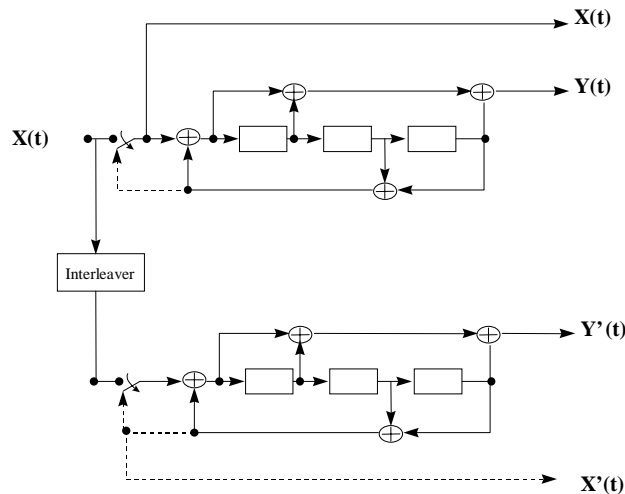 X(t)
Y(t)
X(t)
Interleaver
Y’(t)
X’(t)